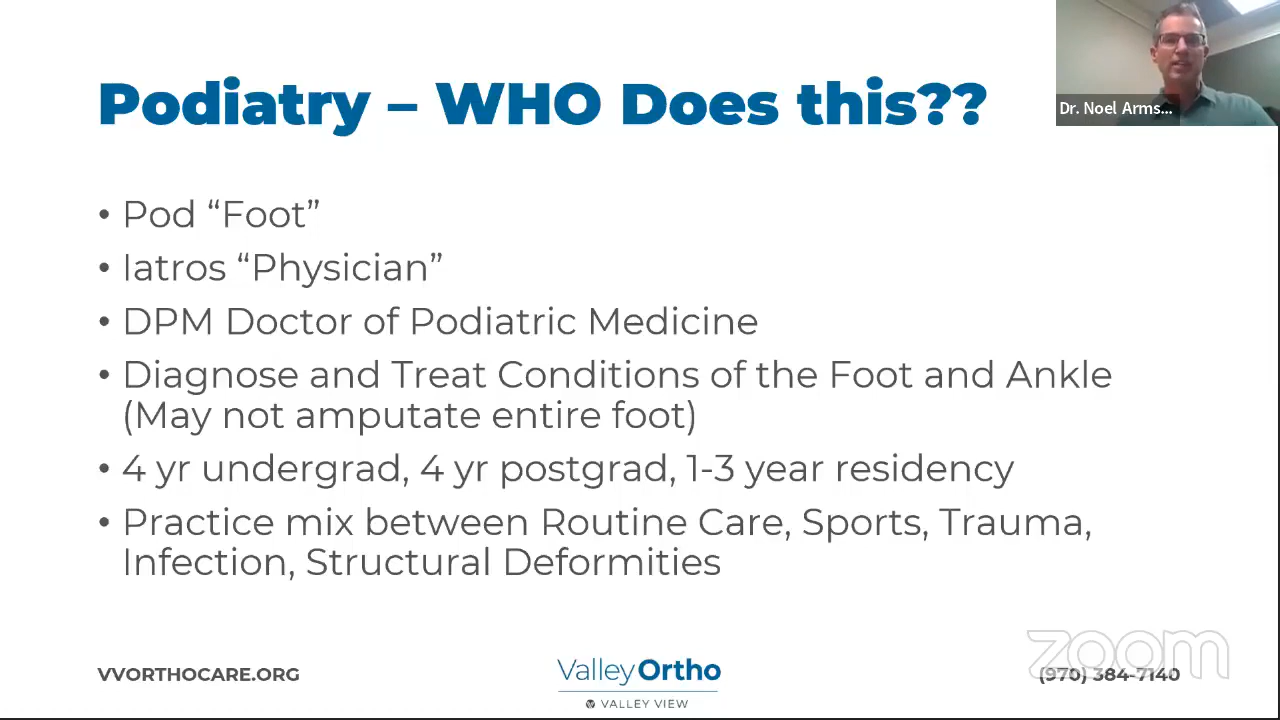 Podiatry – WHO Does this??
Dr. Noel Arms...
• Pod “Foot”
• Iatros “Physician”
• DPM Doctor of Podiatric Medicine
• Diagnose and Treat Conditions of the Foot and Ankle
(May not amputate entire foot)
• 4 yr undergrad, 4 yr postgrad, 1-3 year residency
• Practice mix between Routine Care, Sports, Trauma,
Infection, Structural Deformities
VVORTHOCARE.ORG
ValleyOrtho
VALLEY VIEW
(970) 384-7140
zoom